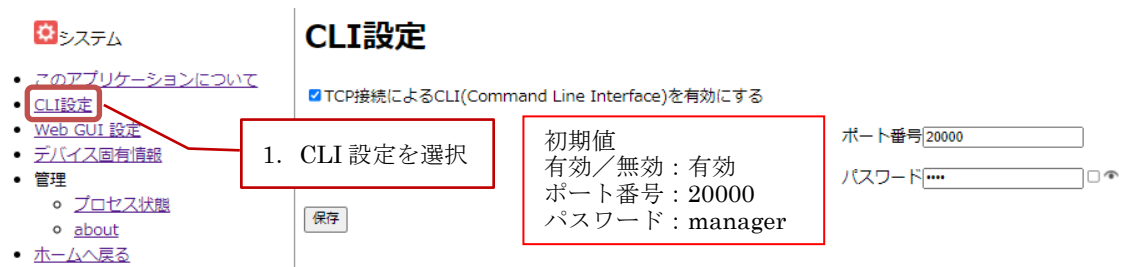 システム
このアプリケーションについて
CLI設定
Web GUI 設定
デバイス固有情報
管理
プロセス状態
about
ホームへ戻る
CLI設定
TCP接続によるCLI(Command Line Interface)を有効にする
1. CLI 設定を選択
初期値
有効／無効：有効
ポート番号：20000
パスワード：manager
ポート番号 20000
パスワード ••••
保存